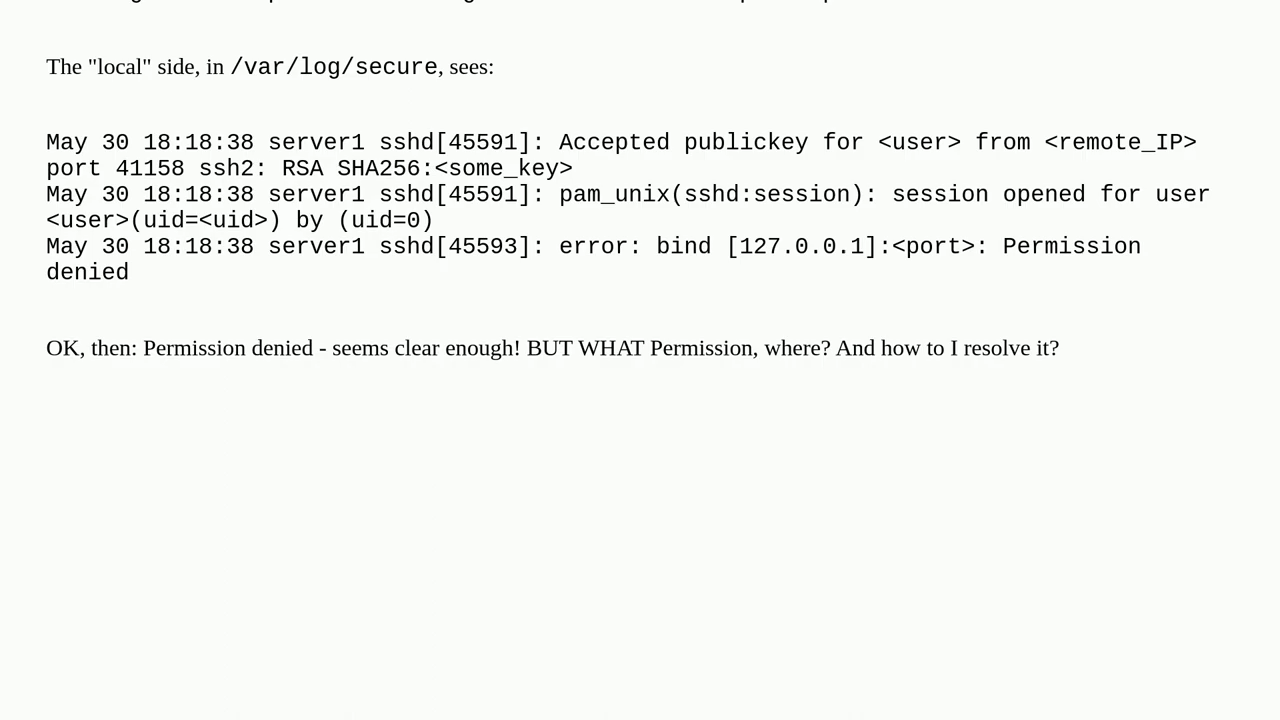 The "local" side, in /var/log/secure, sees:
May 30 18:18:38 server1 sshd[45591]: Accepted publickey for <user> from <remote_IP>
port 41158 ssh2: RSA SHA256:<some_key>
May 30 18:18:38 server1 sshd[45591]: pam_unix(sshd:session): session opened for user
<user>(uid=<uid>) by (uid=0)
May 30 18:18:38 server1 sshd[45593]: error: bind [127.0.0.1]:<port>: Permission
denied
OK, then: Permission denied - seems clear enough! BUT WHAT Permission, where? And how to I resolve it?